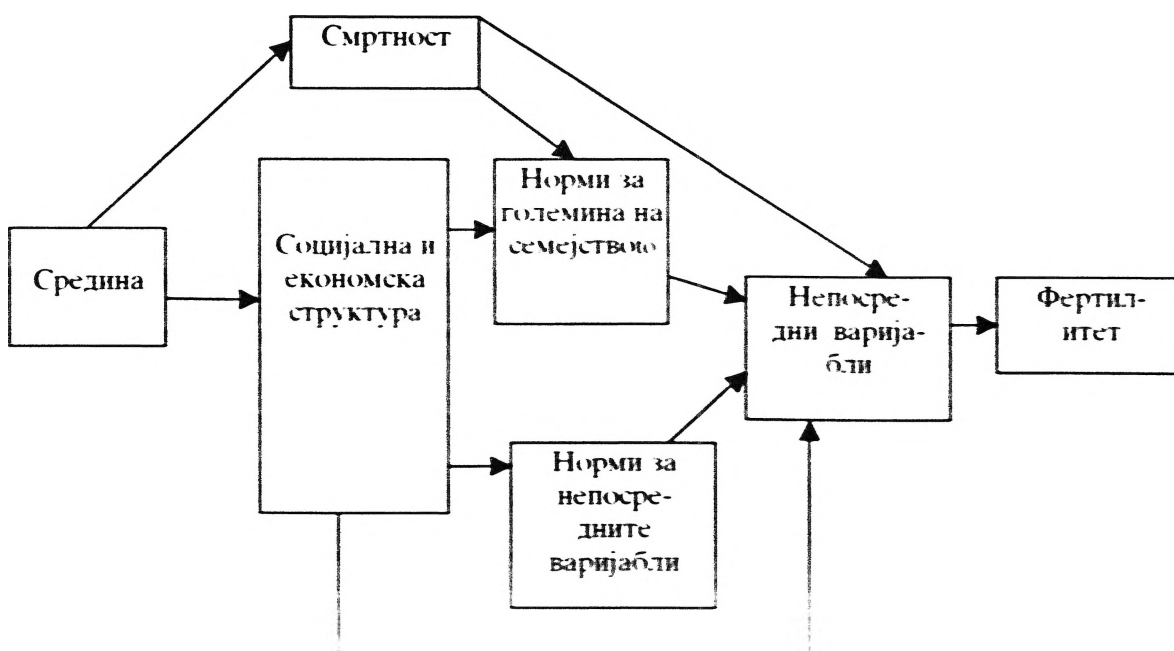 Смртност
Норми за
големина на
семејството
Социјална и
економска
структура
Средина
Непосре-
дни варија-
бли
Фертил-
итет
Норми за
непосре-
дните
варијабли